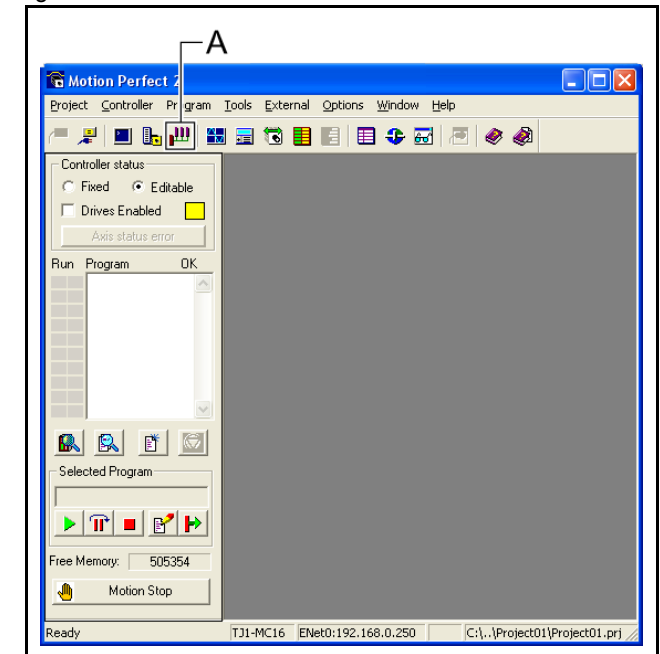 A
Motion Perfect 2
Project Controller Program Tools External Options Window Help
Controller status
Fixed Editable
Drives Enabled
Axis status error
Run Program OK
Selected Program
Free Memory: 505354
Motion Stop
Ready TJ1-MC16 ENet0:192.168.0.250 C:\..\Project01\Project01.prj